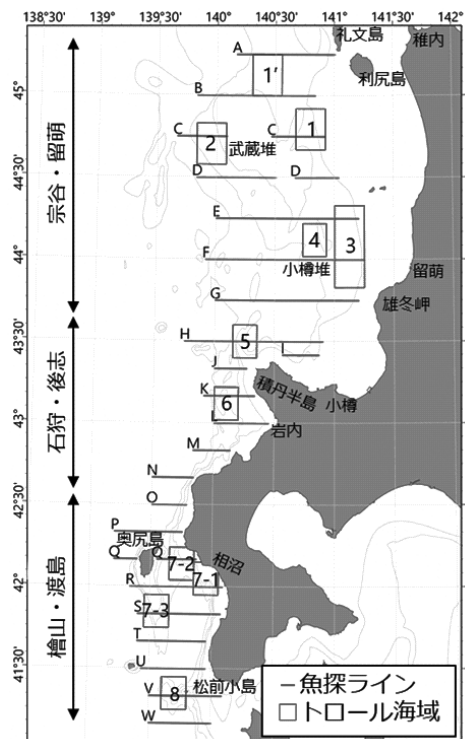 138°30' 139° 139°30' 140° 140°30' 141° 141°30' 142°
礼文島
稚内
A
1'
利尻島
45°
B
C
2
C
1
武蔵堆
44°30'
D
D
宗谷・留萌
E
4
3
44°
F
小樽堆
留萌
G
雄冬岬
43°30'
H
5
I
J
積丹半島
小樽
石狩・後志
K
6
43°
L
岩内
M
N
42°30'
O
P
奥尻島
Q
Q
7-2
相沼
42°
R
7-1
S
7-3
檜山・渡島
T
41°30'
U
V
8
松前小島
W
魚探ライン
トロール海域